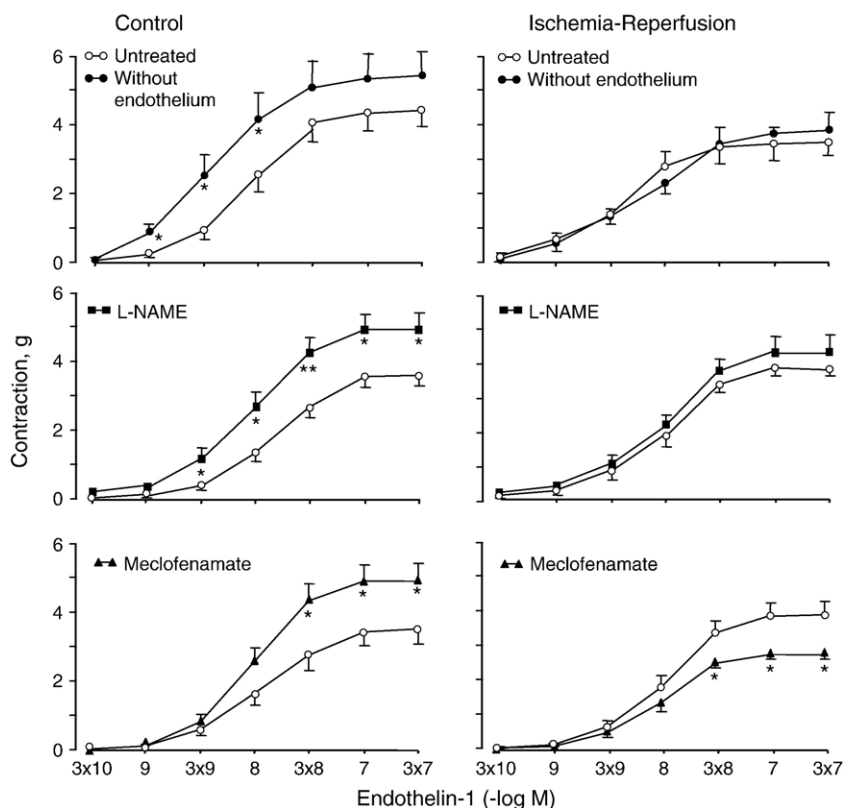 Control
Ischemia-Reperfusion
6
Untreated
Without
endothelium
4
*
*
2
*
0
Untreated
Without endothelium
6
L-NAME
4
**
*
*
2
*
*
0
L-NAME
Contraction, g
6
Meclofenamate
4
*
*
*
2
0
3x10 9 3x9 8 3x8 7 3x7
Meclofenamate
*
*
*
3x10 9 3x9 8 3x8 7 3x7
Endothelin-1 (-log M)